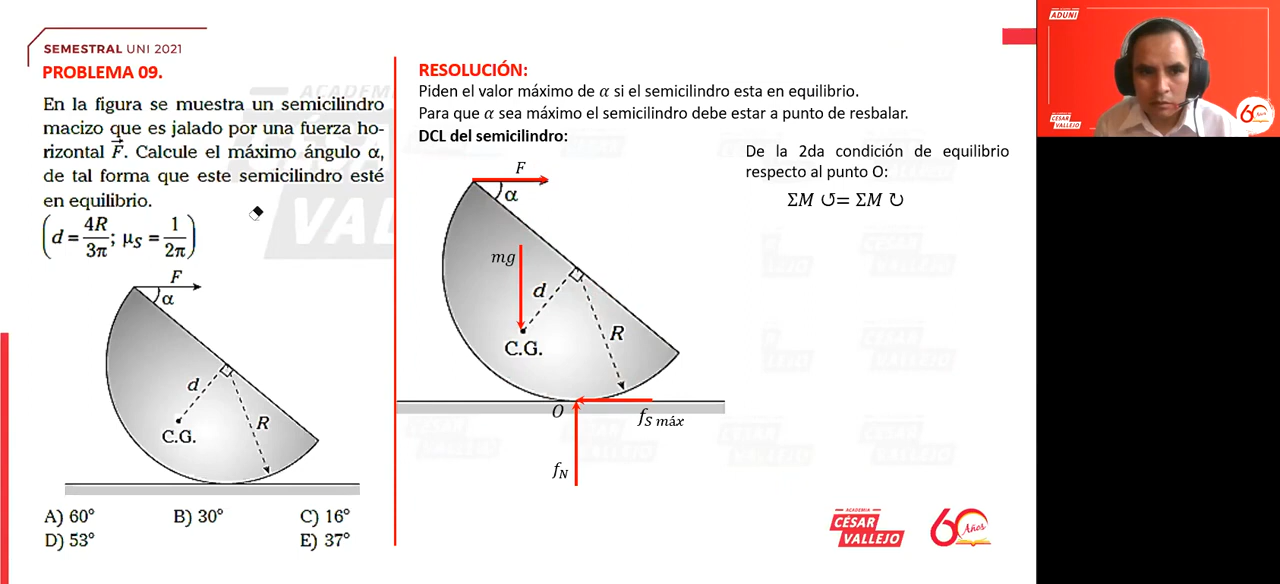 SEMESTRAL UNI 2021
PROBLEMA 09.
En la figura se muestra un semicilindro
macizo que es jalado por una fuerza ho-
rizontal F⃗. Calcule el máximo ángulo α,
de tal forma que este semicilindro esté
en equilibrio.
(d = 4R/3π; μS = 1/2π)
F
α
d
R
C.G.
A) 60°
B) 30°
C) 16°
D) 53°
E) 37°
RESOLUCIÓN:
Piden el valor máximo de α si el semicilindro esta en equilibrio.
Para que α sea máximo el semicilindro debe estar a punto de resbalar.
DCL del semicilindro:
F
α
mg
d
R
C.G.
O
fS máx
fN
De la 2da condición de equilibrio
respecto al punto O:
ΣM ↺= ΣM ↻
ACADEMIA
CÉSAR
VALLEJO
60
Años
ADUNI
CÉSAR
VALLEJO
60
Años